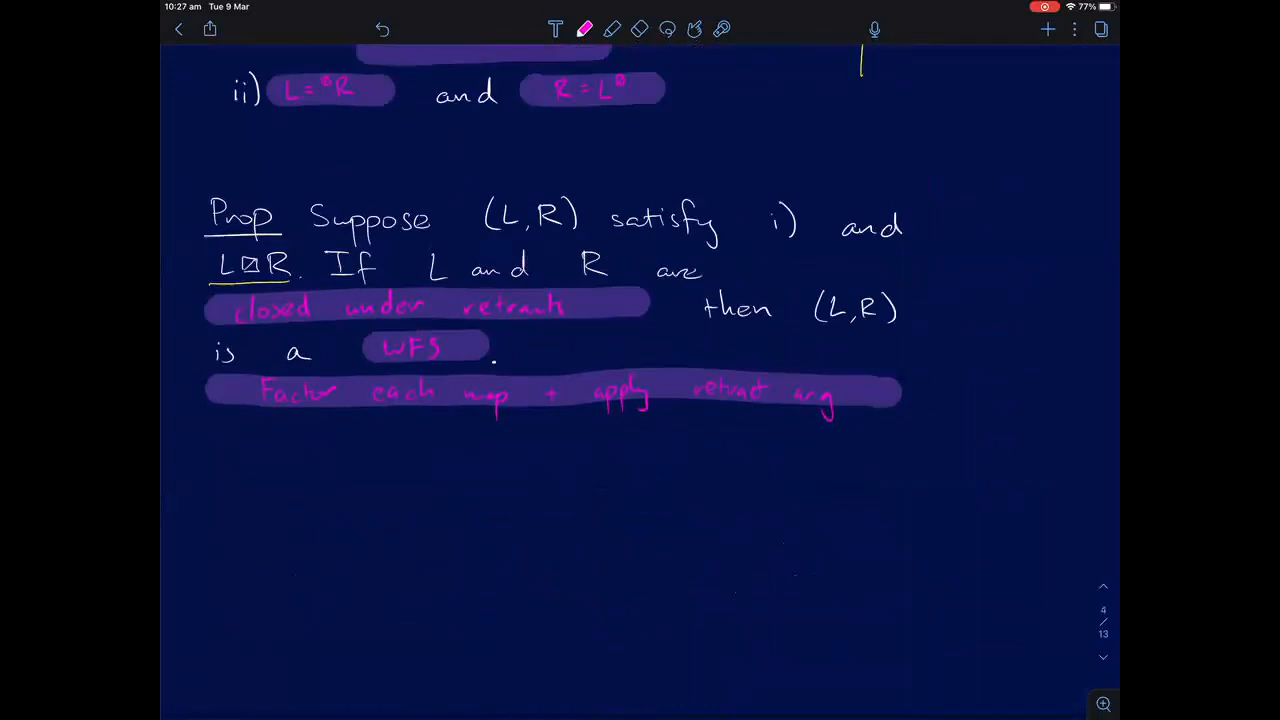 10:27 am Tue 9 Mar
77%
ii) L = ⧄R and R = L⧄
Prop Suppose (L,R) satisfy i) and
L⧄R. If L and R are
closed under retracts then (L,R)
is a WFS.
Factor each map + apply retract arg
4
/
13